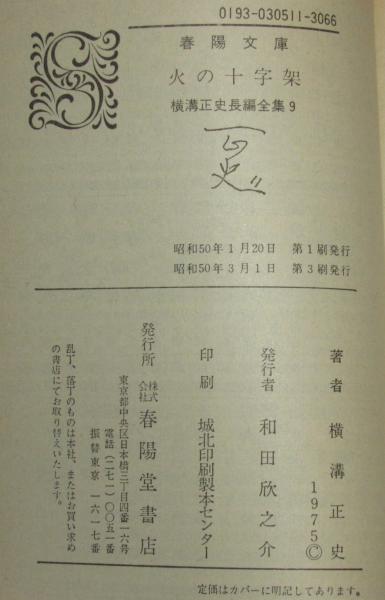 0193-030511-3066
春陽文庫
火の十字架
横溝正史長編全集9
正史
昭和50年1月20日　第1刷発行
昭和50年3月1日　第3刷発行
著者　横溝正史
1975©
発行者　和田欣之介
印刷　城北印刷製本センター
発行所　株式会社　春陽堂書店
東京都中央区日本橋三丁目四番一六号
電話（二七一）〇〇五一番
振替東京　一六一七番
乱丁、落丁のものは本社、またはお買い求め
の書店にてお取り替えいたします。
定価はカバーに明記してあります。